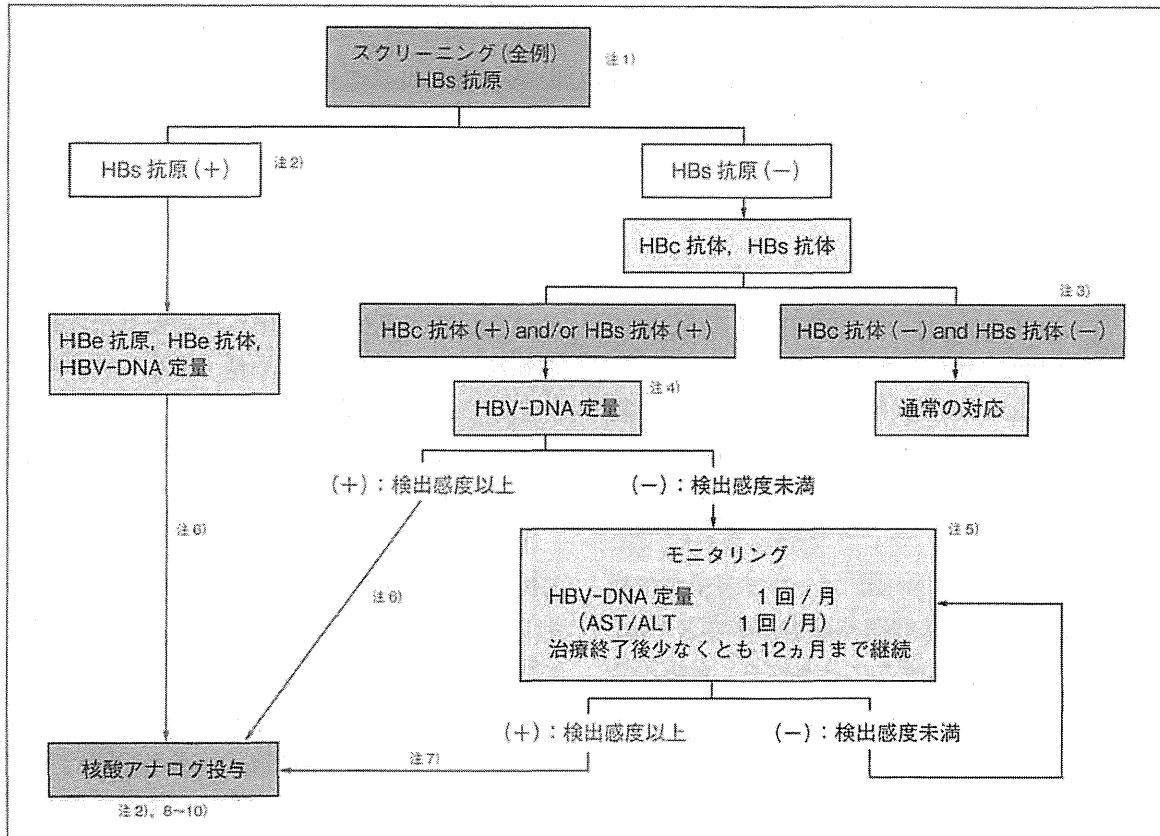 スクリーニング(全例)
HBs 抗原
注1)
HBs 抗原(+)
注2)
HBs 抗原(-)
HBc 抗体, HBs 抗体
注3)
HBc 抗体(+) and/or HBs 抗体(+)
HBc 抗体(-) and HBs 抗体(-)
HBe 抗原, HBe 抗体,
HBV-DNA 定量
注4)
HBV-DNA 定量
通常の対応
(+):検出感度以上
(-):検出感度未満
注6)
注6)
注5)
モニタリング
HBV-DNA 定量 1回/月
(AST/ALT 1回/月)
治療終了後少なくとも12ヵ月まで継続
(+):検出感度以上
(-):検出感度未満
注7)
核酸アナログ投与
注2), 8~10)